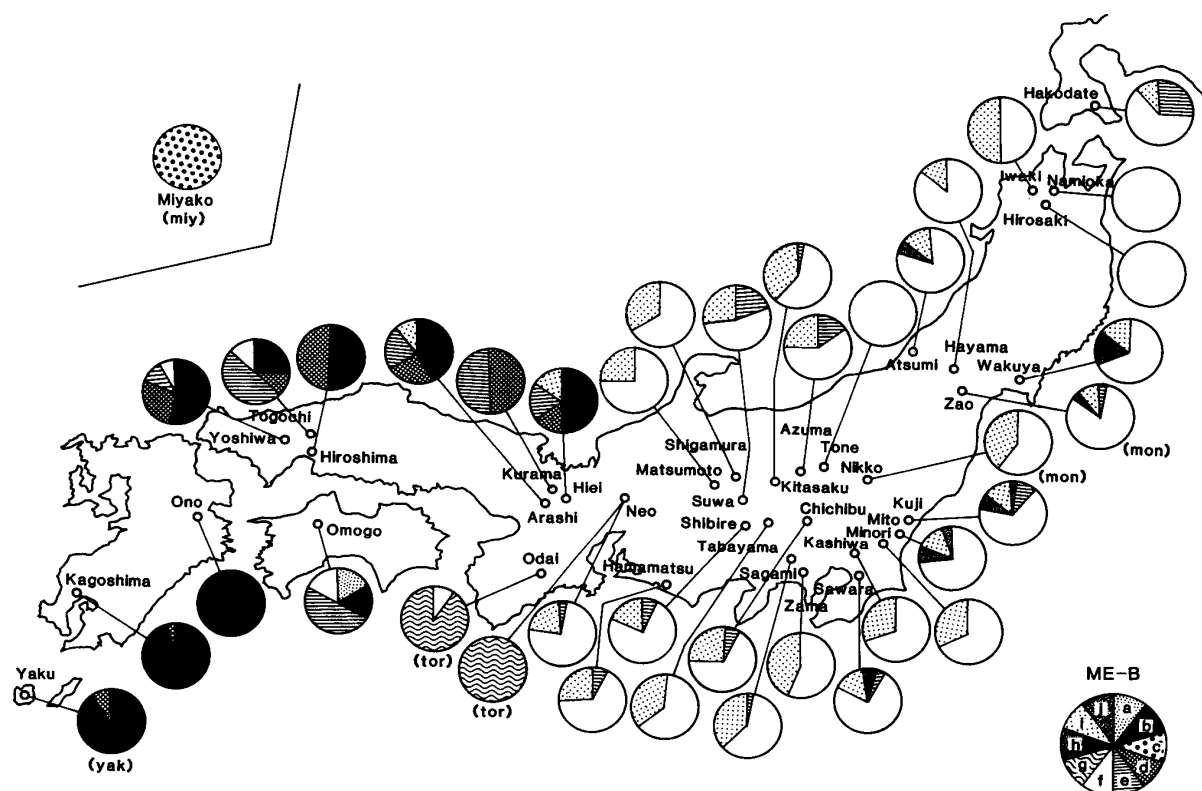 Hakodate
Iwaki
Namioka
Hirosaki
Miyako
(miy)
Atsumi
Hayama
Wakuya
Zao
(mon)
Togochi
Yoshiwa
Hiroshima
Shigamura
Matsumoto
Azuma
Tone
Nikko
(mon)
Kurama
Hiei
Arashi
Suwa
Kitasaku
Ono
Omogo
Neo
Shibire
Chichibu
Kuji
Mito
Minori
Tabayama
Kashiwa
Odai
Hamamatsu
Sagami
Sawara
Zama
Kagoshima
(tor)
(tor)
Yaku
(yak)
ME-B
a
b
c
d
e
f
g
h
i